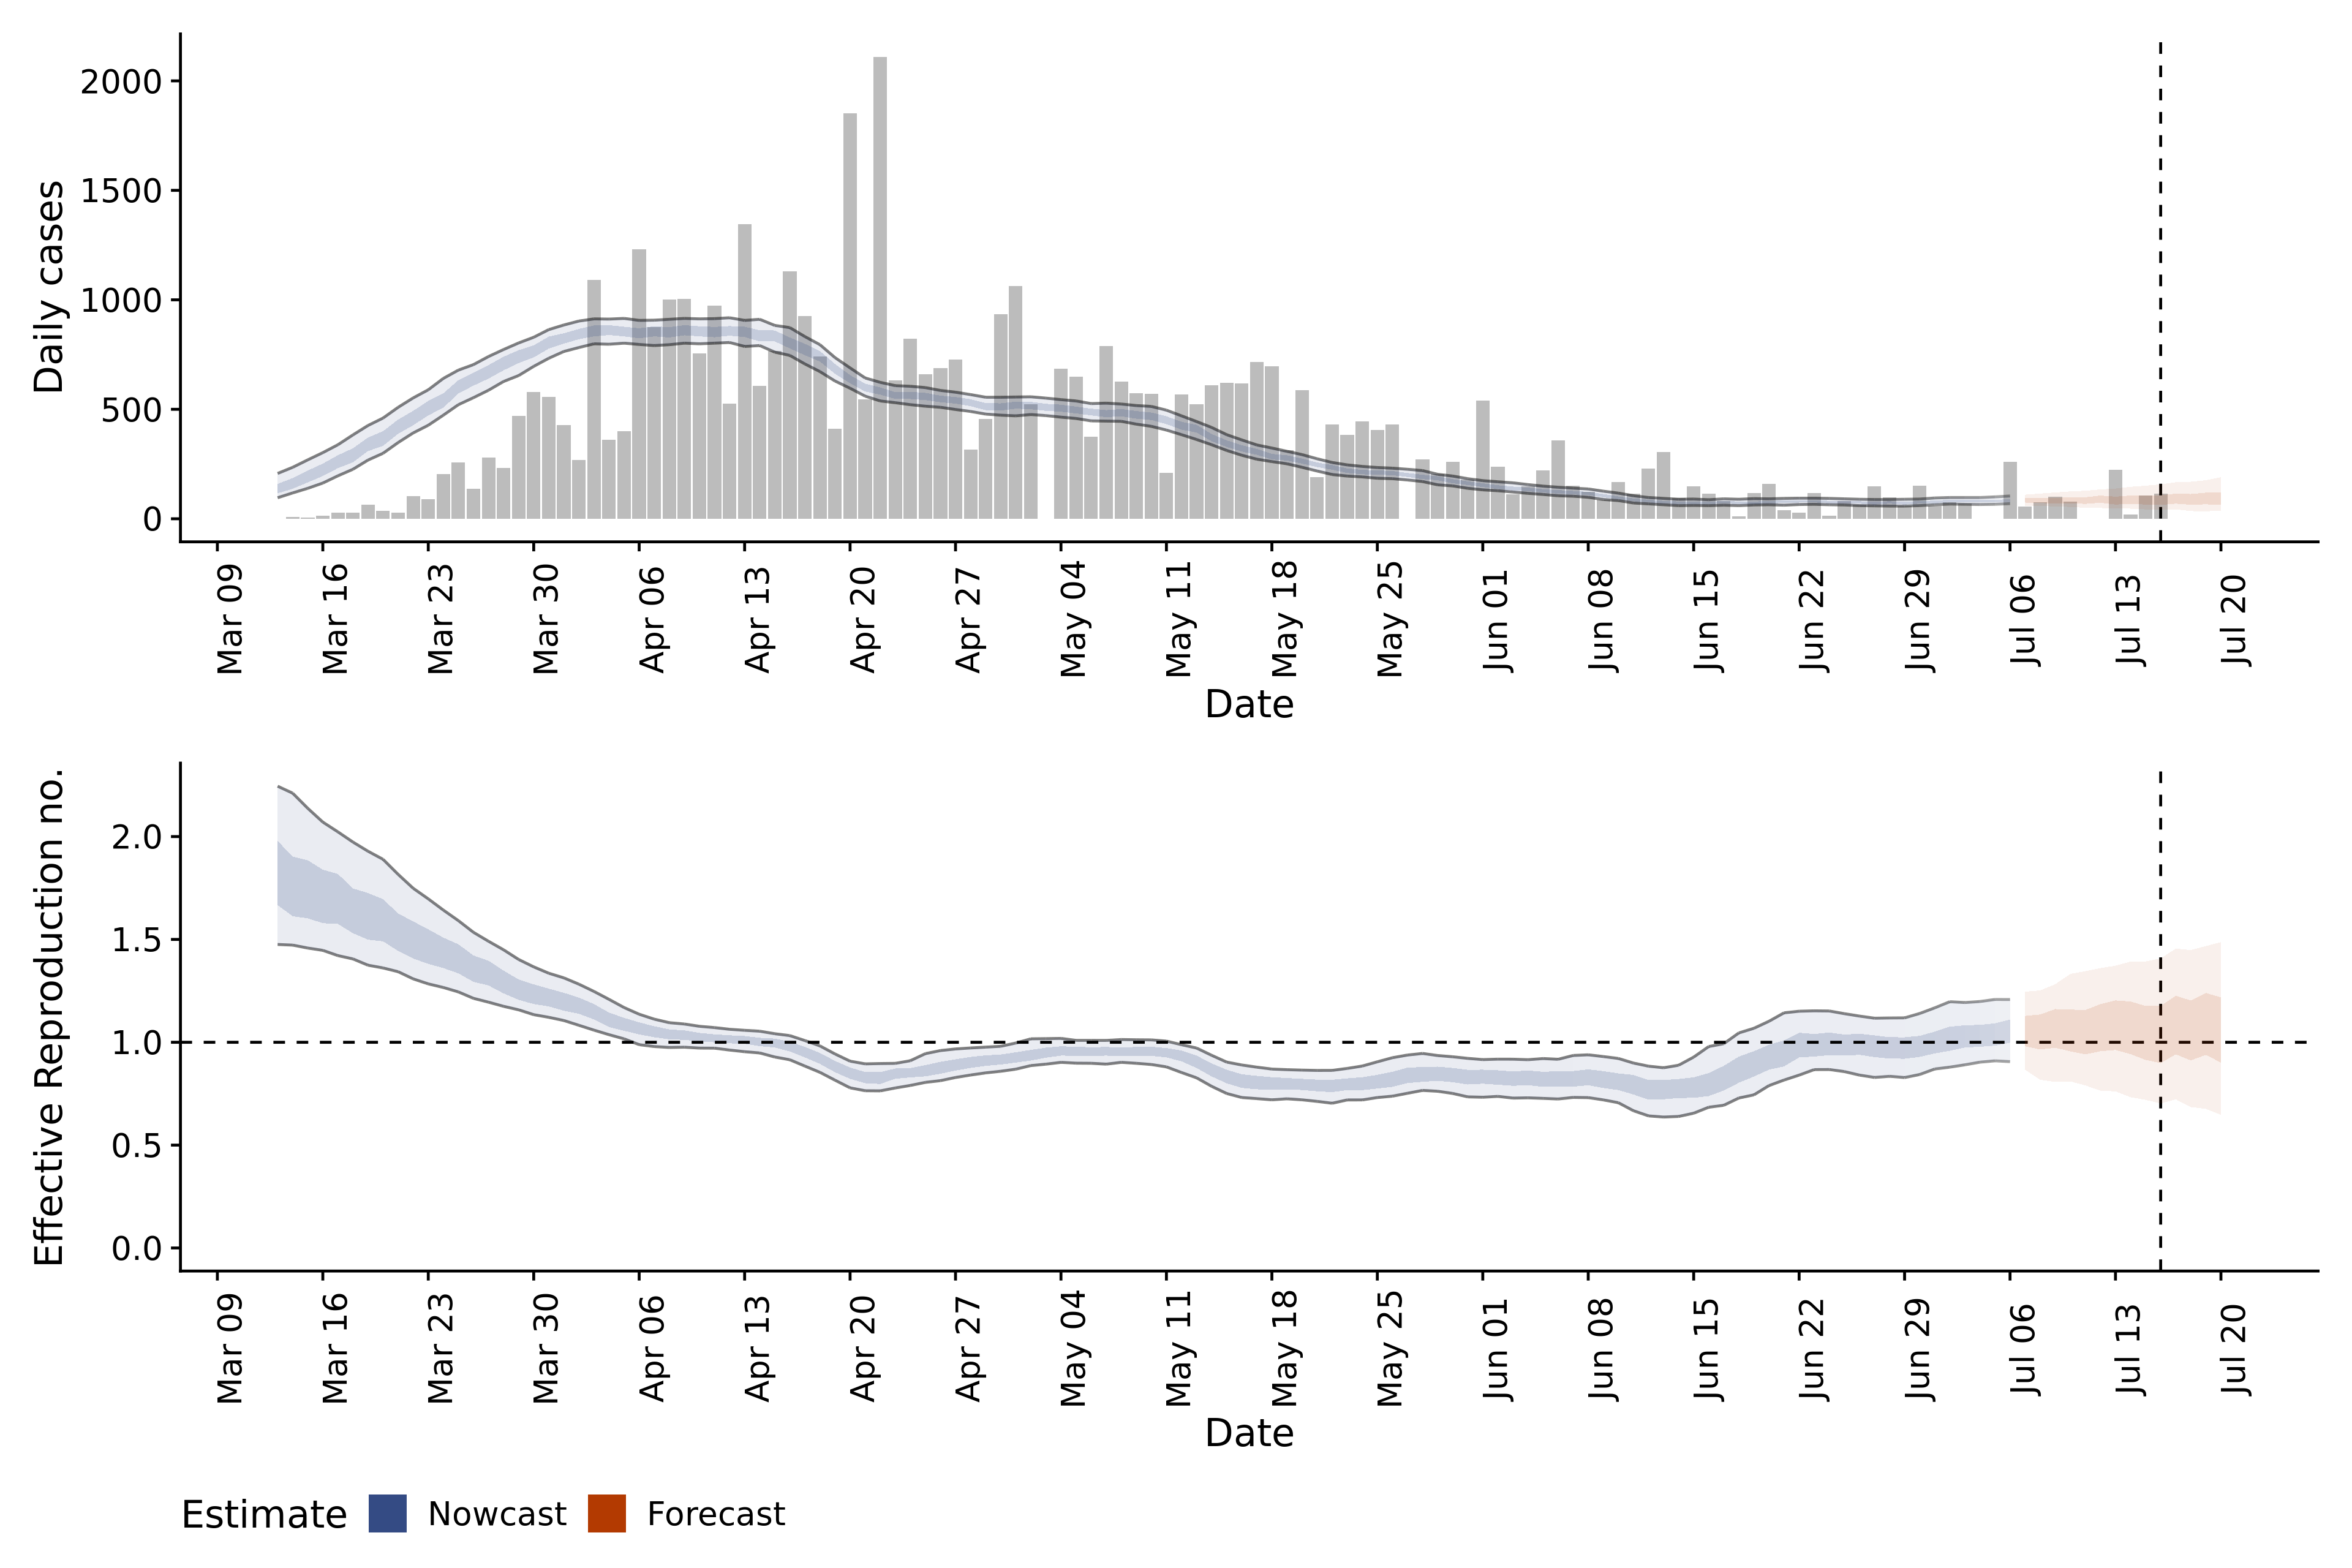 Daily cases
2000
1500
1000
500
0
Mar 09
Mar 16
Mar 23
Mar 30
Apr 06
Apr 13
Apr 20
Apr 27
May 04
May 11
May 18
May 25
Jun 01
Jun 08
Jun 15
Jun 22
Jun 29
Jul 06
Jul 13
Jul 20
Date
Effective Reproduction no.
2.0
1.5
1.0
0.5
0.0
Mar 09
Mar 16
Mar 23
Mar 30
Apr 06
Apr 13
Apr 20
Apr 27
May 04
May 11
May 18
May 25
Jun 01
Jun 08
Jun 15
Jun 22
Jun 29
Jul 06
Jul 13
Jul 20
Date
Estimate Nowcast Forecast